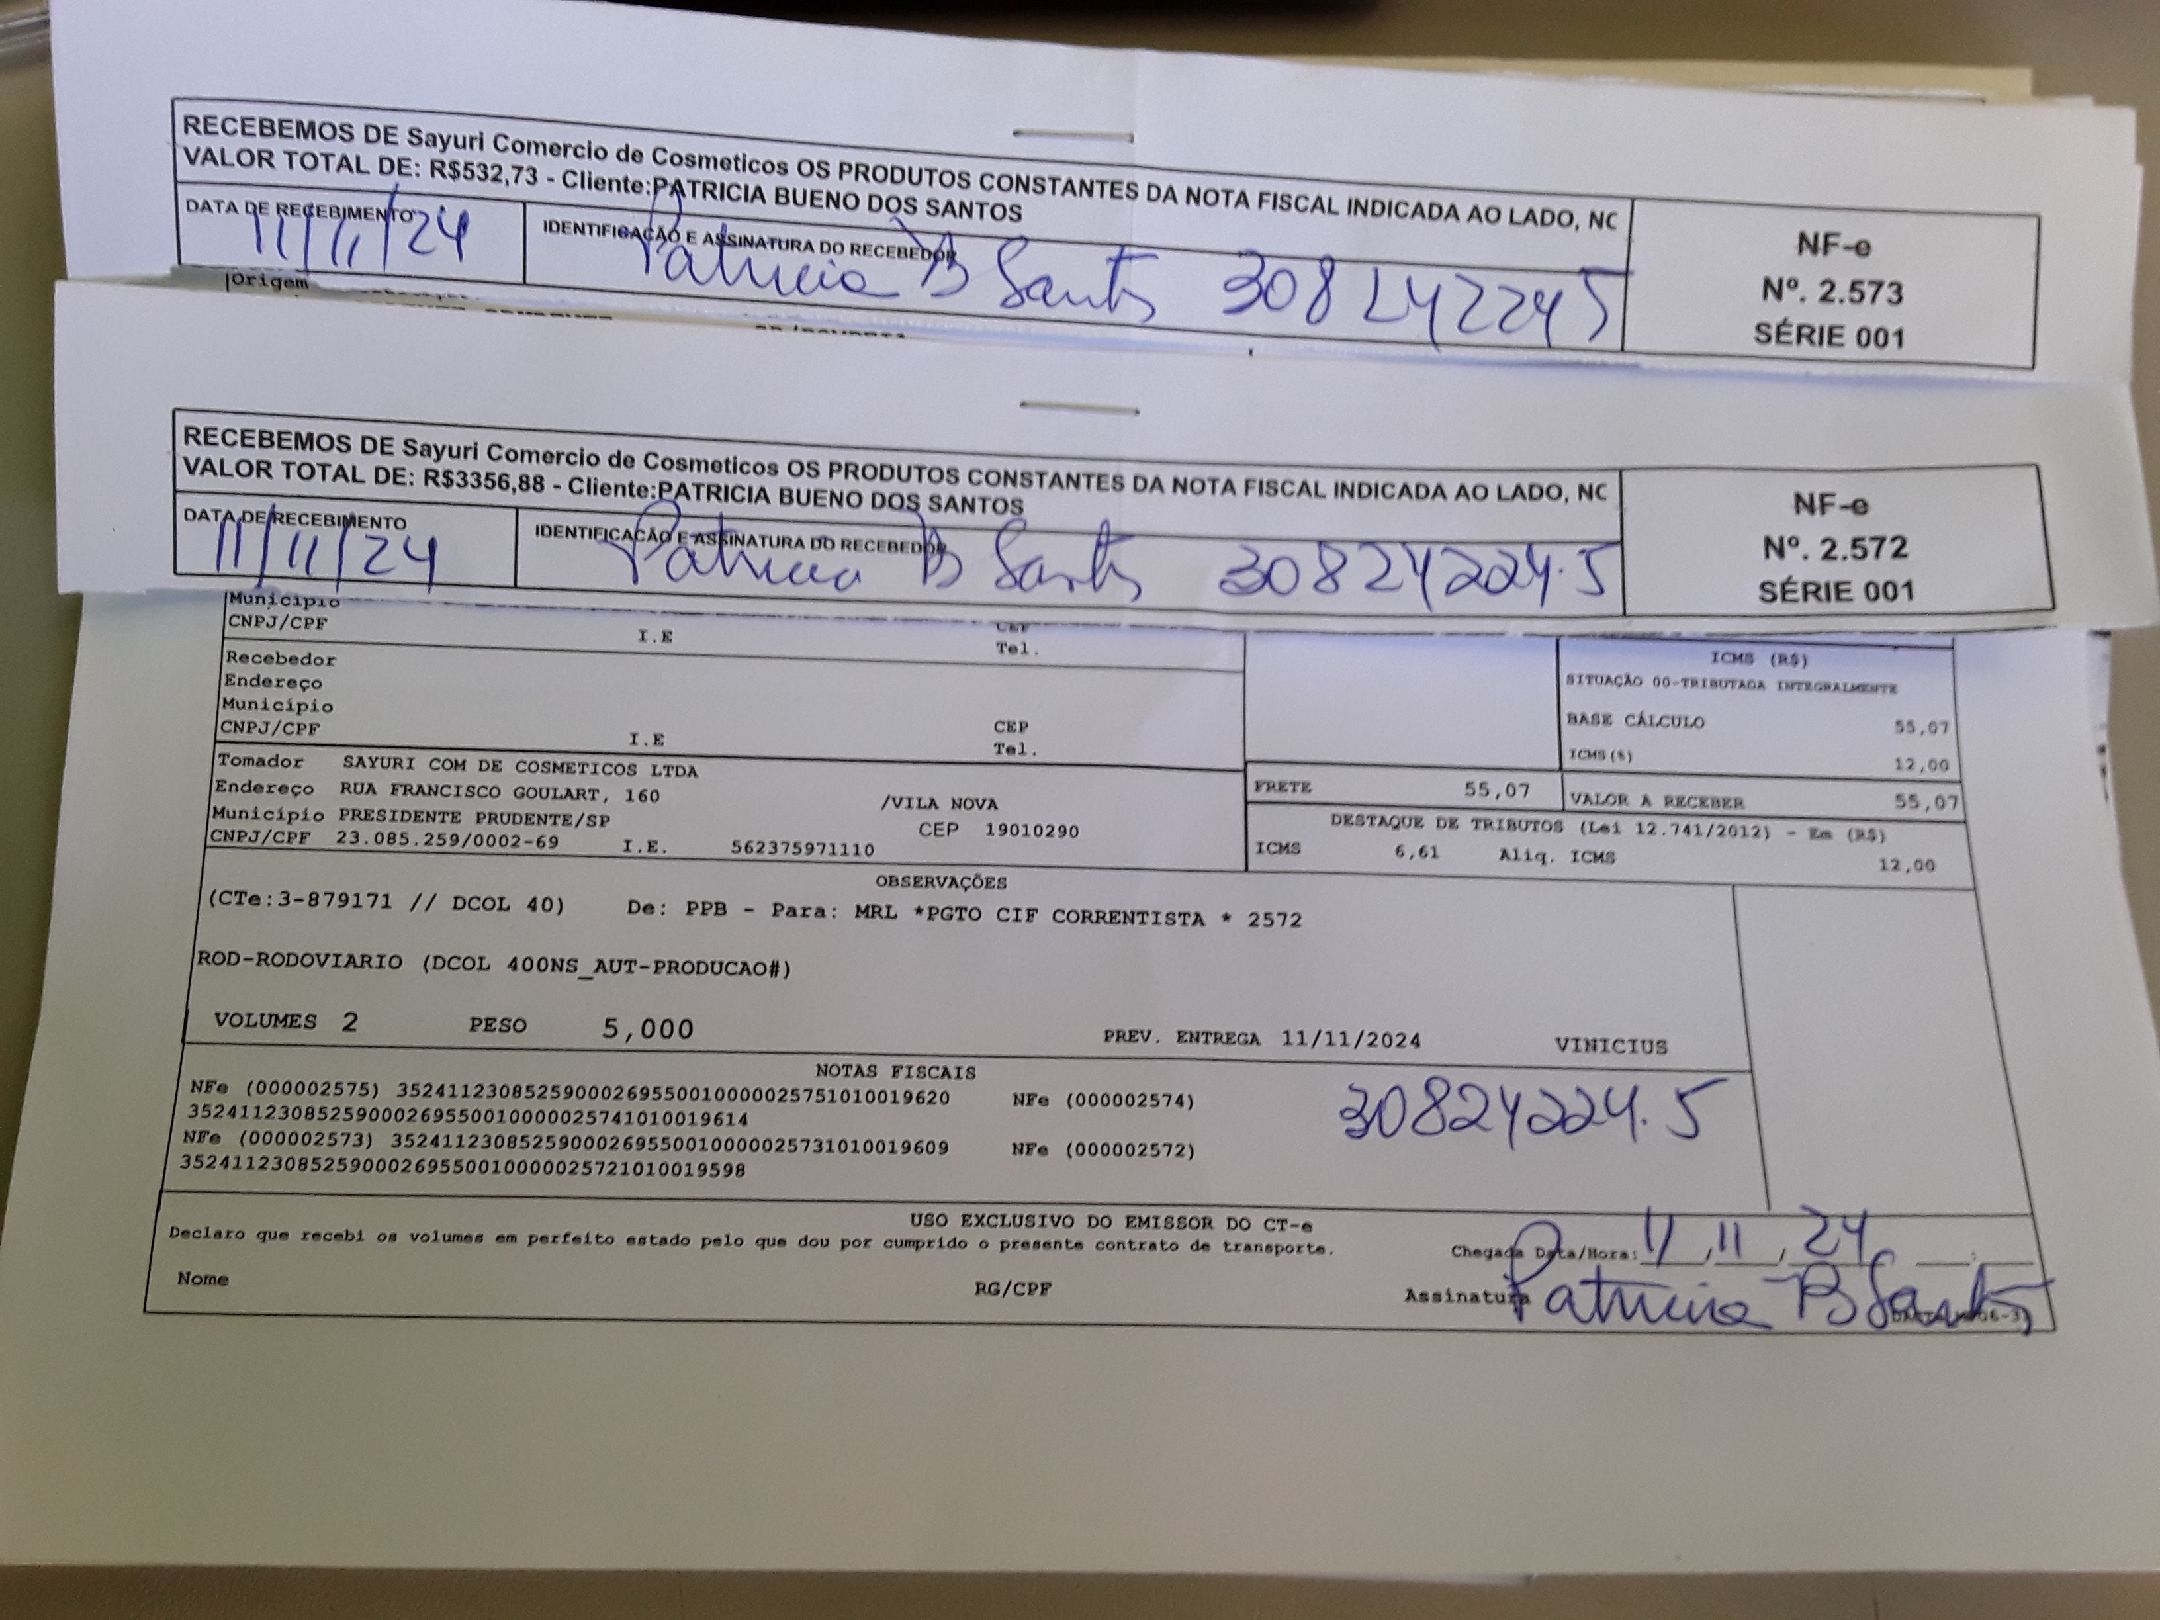 RECEBEMOS DE Sayuri Comercio de Cosmeticos OS PRODUTOS CONSTANTES DA NOTA FISCAL INDICADA AO LADO, NC
VALOR TOTAL DE: R$532,73 - Cliente:PATRICIA BUENO DOS SANTOS
DATA DE RECEBIMENTO
11/11/24
IDENTIFICAÇÃO E ASSINATURA DO RECEBEDOR
Patricia B Santos 308242245
NF-e
Nº. 2.573
SÉRIE 001
Origem
RECEBEMOS DE Sayuri Comercio de Cosmeticos OS PRODUTOS CONSTANTES DA NOTA FISCAL INDICADA AO LADO, NC
VALOR TOTAL DE: R$3356,88 - Cliente:PATRICIA BUENO DOS SANTOS
DATA DE RECEBIMENTO
11/11/24
IDENTIFICAÇÃO E ASSINATURA DO RECEBEDOR
Patricia B Santos 30824224.5
NF-e
Nº. 2.572
SÉRIE 001
Município CEP
CNPJ/CPF I.E Tel.
Recebedor
Endereço
Município CEP
CNPJ/CPF I.E Tel.
ICMS (R$)
SITUAÇÃO 00-TRIBUTADA INTEGRALMENTE
BASE CÁLCULO 55,07
ICMS(%) 12,00
Tomador SAYURI COM DE COSMETICOS LTDA
Endereço RUA FRANCISCO GOULART, 160 /VILA NOVA
Município PRESIDENTE PRUDENTE/SP CEP 19010290
CNPJ/CPF 23.085.259/0002-69 I.E. 562375971110
FRETE 55,07 VALOR A RECEBER 55,07
DESTAQUE DE TRIBUTOS (Lei 12.741/2012) - Em (R$)
ICMS 6,61 Aliq. ICMS 12,00
OBSERVAÇÕES
(CTe:3-879171 // DCOL 40) De: PPB - Para: MRL *PGTO CIF CORRENTISTA * 2572
ROD-RODOVIARIO (DCOL 400NS_AUT-PRODUCAO#)
VOLUMES 2 PESO 5,000 PREV. ENTREGA 11/11/2024 VINICIUS
NOTAS FISCAIS
NFe (000002575) 35241123085259000269550010000025751010019620 NFe (000002574)
35241123085259000269550010000025741010019614
NFe (000002573) 35241123085259000269550010000025731010019609 NFe (000002572)
35241123085259000269550010000025721010019598
30824224.5
USO EXCLUSIVO DO EMISSOR DO CT-e
Declaro que recebi os volumes em perfeito estado pelo que dou por cumprido o presente contrato de transporte.
Chegada Data/Hora: 11/11/24 :
Nome RG/CPF Assinatura Patricia B Santos